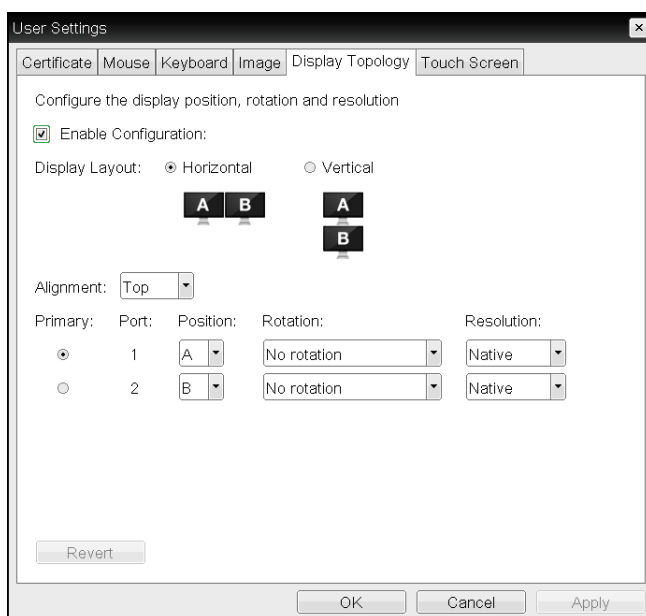 User Settings
Certificate Mouse Keyboard Image Display Topology Touch Screen
Configure the display position, rotation and resolution
Enable Configuration:
Display Layout: Horizontal Vertical
A B A
B
Alignment: Top
Primary: Port: Position: Rotation: Resolution:
1 A No rotation Native
2 B No rotation Native
Revert
OK Cancel Apply